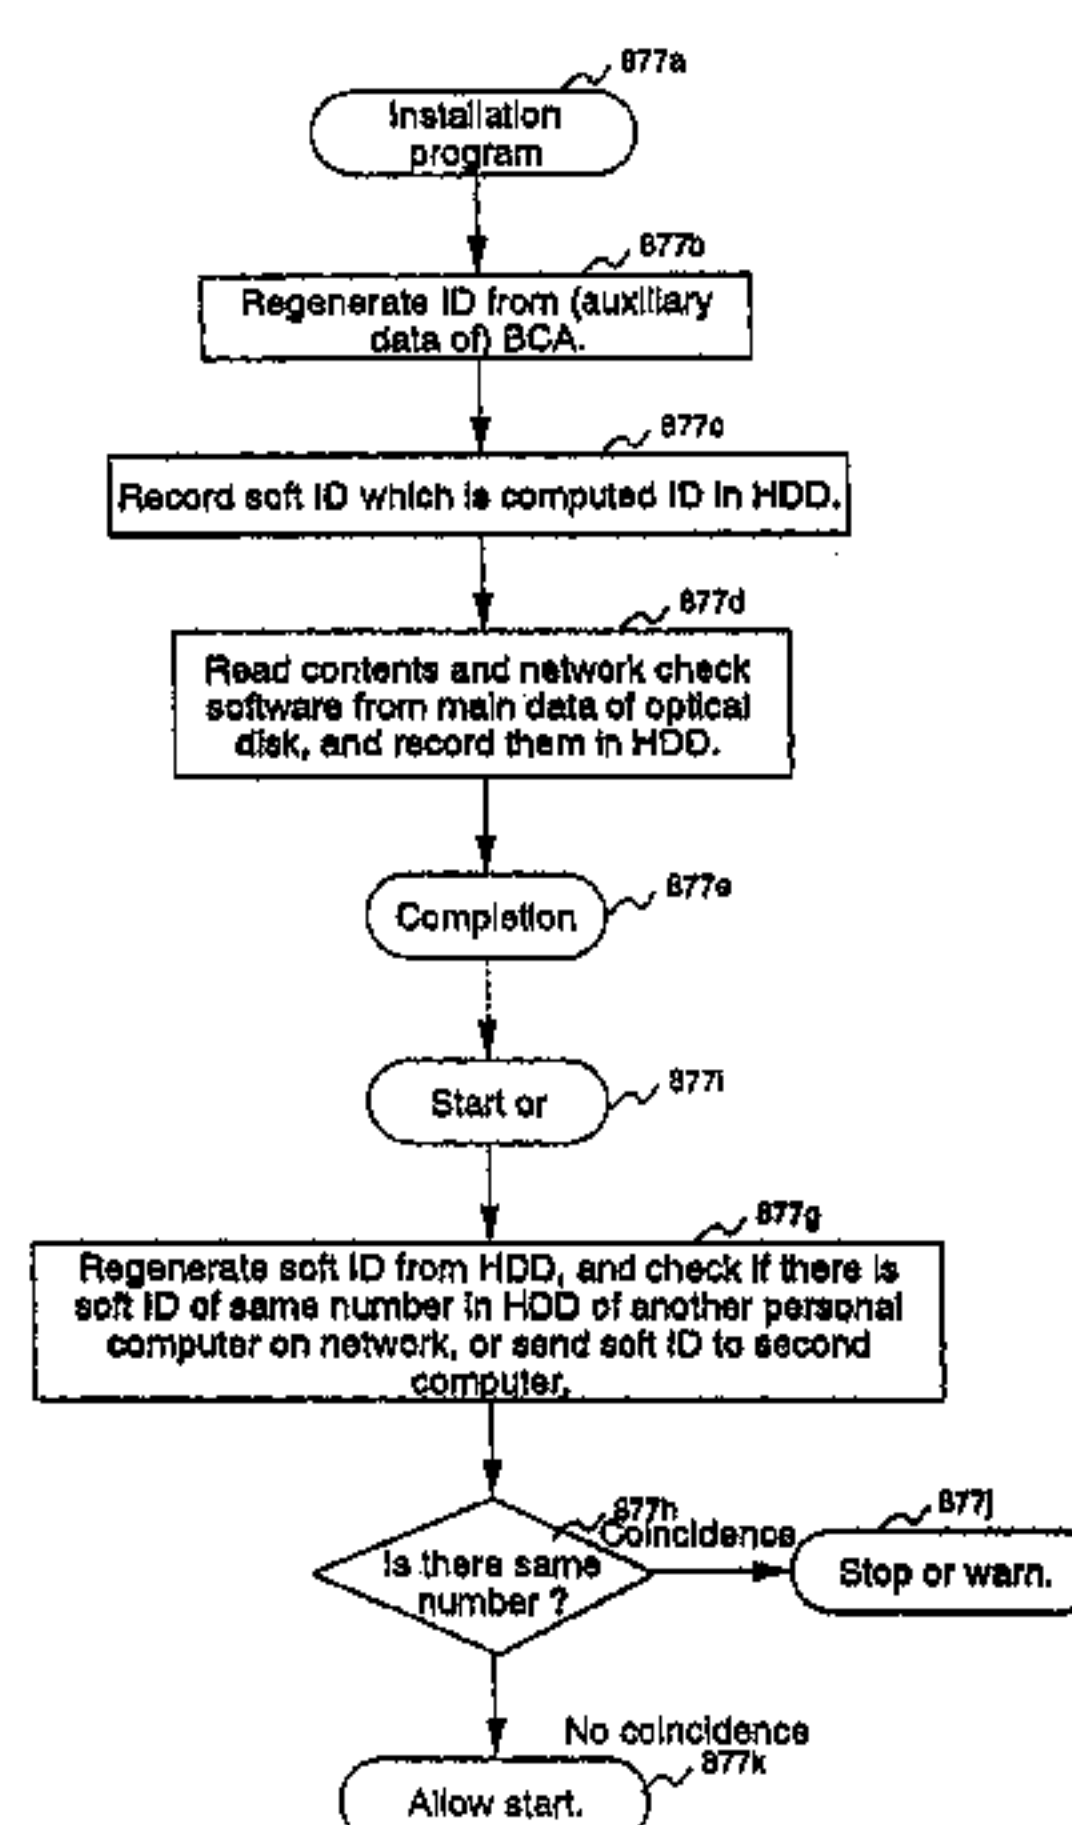 877a
Installation
program
877b
Regenerate ID from (auxiliary
data of) BCA.
877c
Record soft ID which is computed ID in HDD.
877d
Read contents and network check
software from main data of optical
disk, and record them in HDD.
877e
Completion
877i
Start or
877g
Regenerate soft ID from HDD, and check if there is
soft ID of same number in HDD of another personal
computer on network, or send soft ID to second
computer.
877h
Coincidence
877j
Is there same
number ?
Stop or warn.
No coincidence
877k
Allow start.